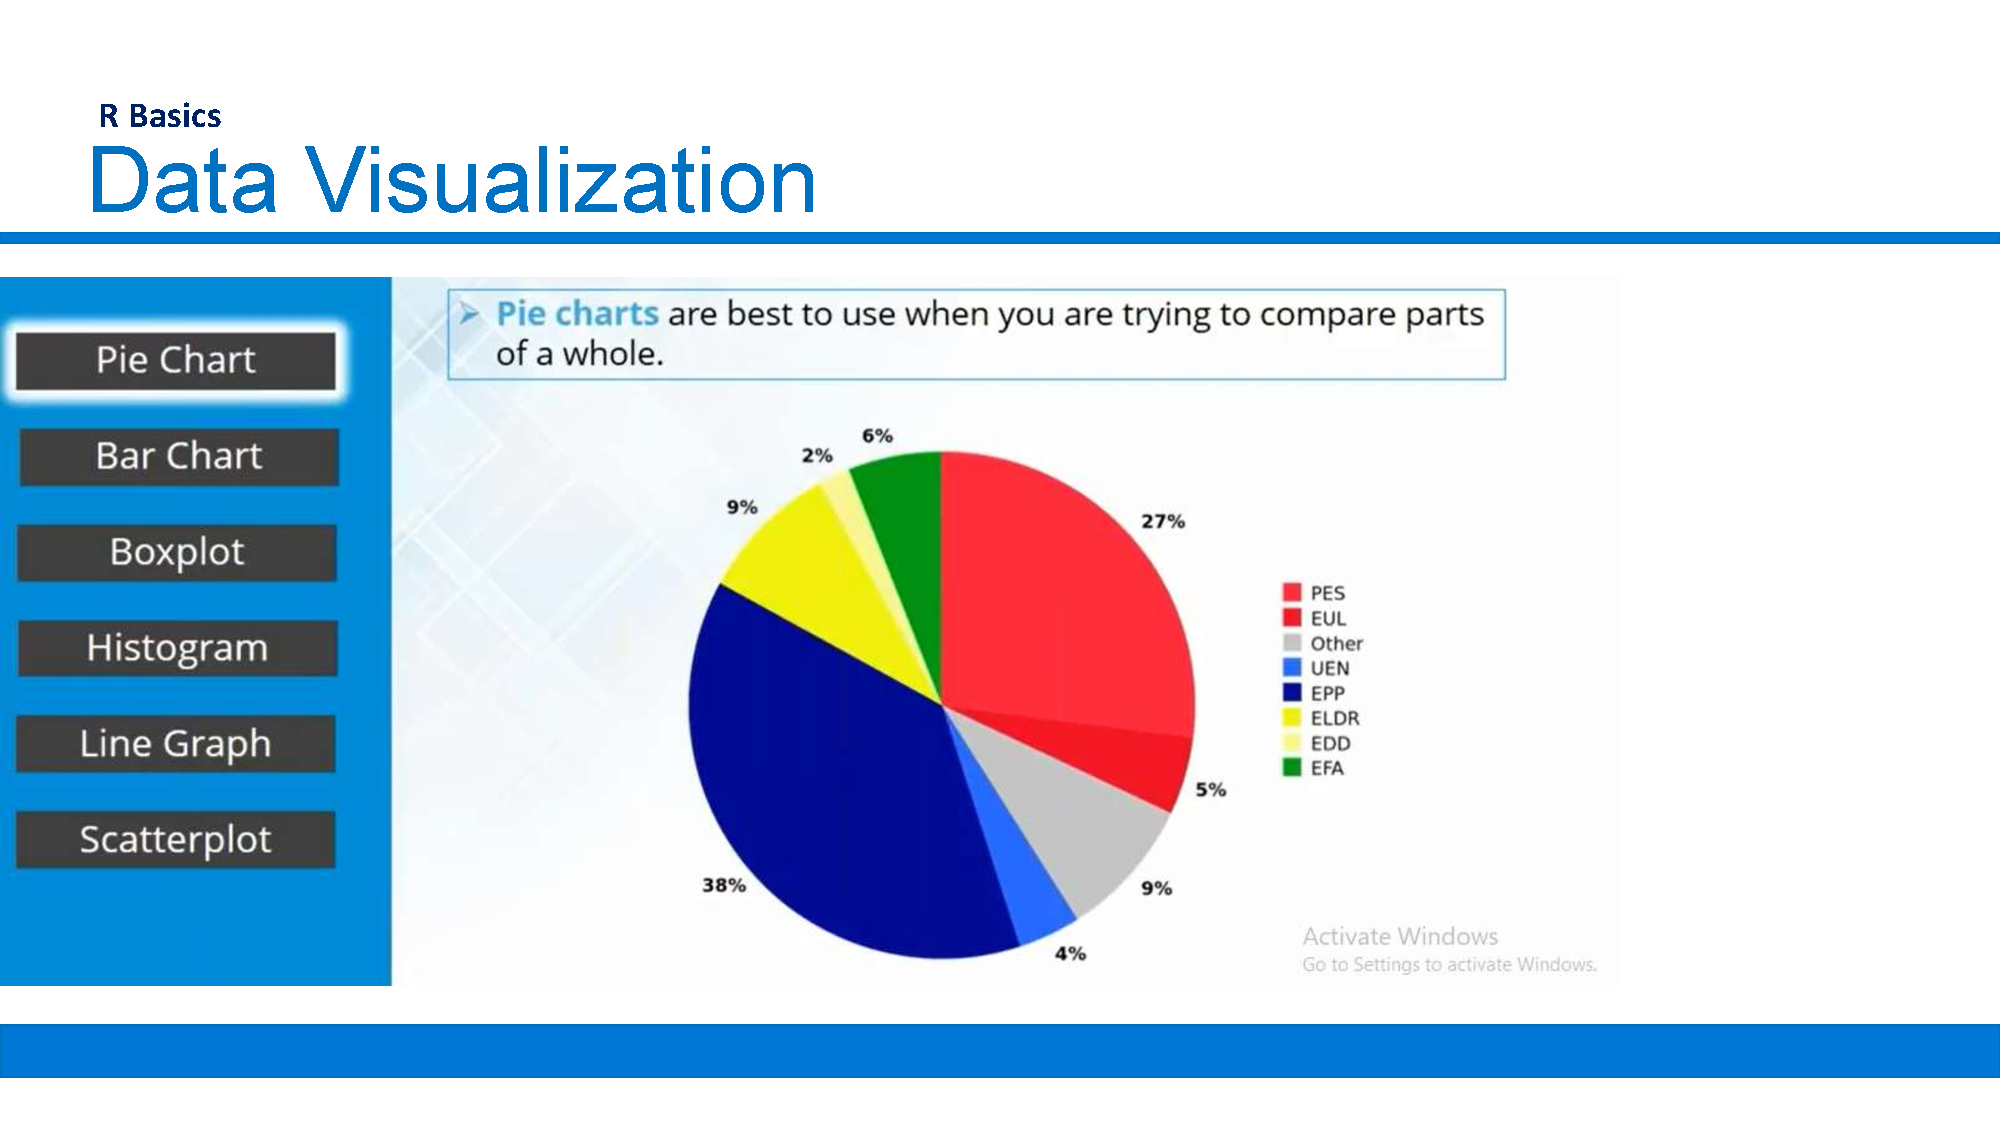 R Basics
Data Visualization
Pie Chart
Bar Chart
Boxplot
Histogram
Line Graph
Scatterplot
Pie charts are best to use when you are trying to compare parts
of a whole.
6%
2%
9%
27%
5%
9%
4%
38%
PES
EUL
Other
UEN
EPP
ELDR
EDD
EFA
Activate Windows
Go to Settings to activate Windows.